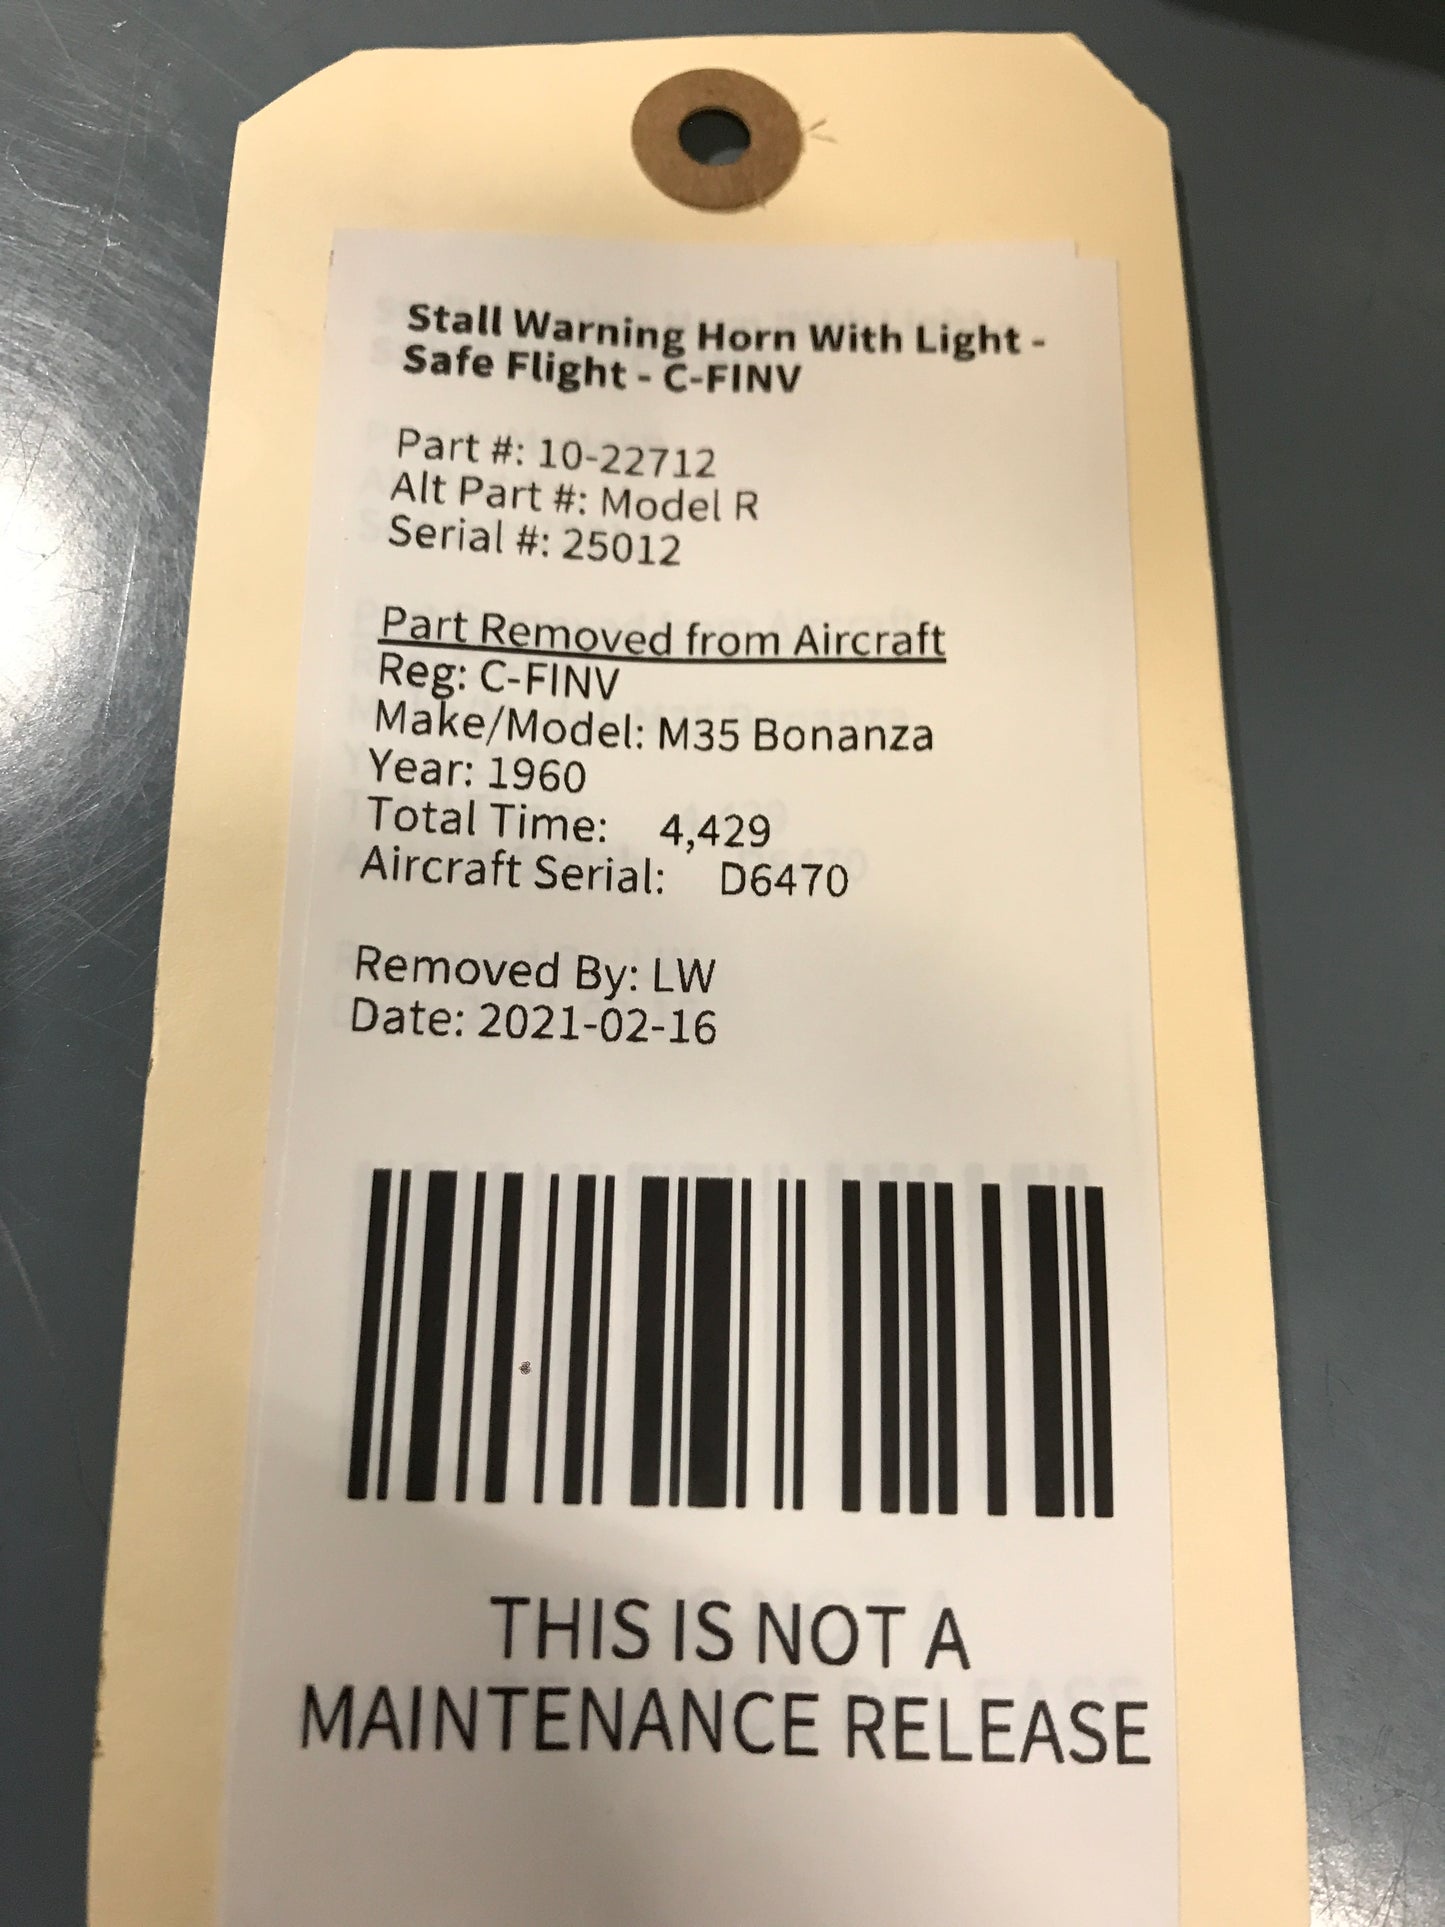 Stall Warning Horn With Light -
Safe Flight - C-FINV
Part #: 10-22712
Alt Part #: Model R
Serial #: 25012
Part Removed from Aircraft
Reg: C-FINV
Make/Model: M35 Bonanza
Year: 1960
Total Time: 4,429
Aircraft Serial: D6470
Removed By: LW
Date: 2021-02-16
THIS IS NOT A
MAINTENANCE RELEASE